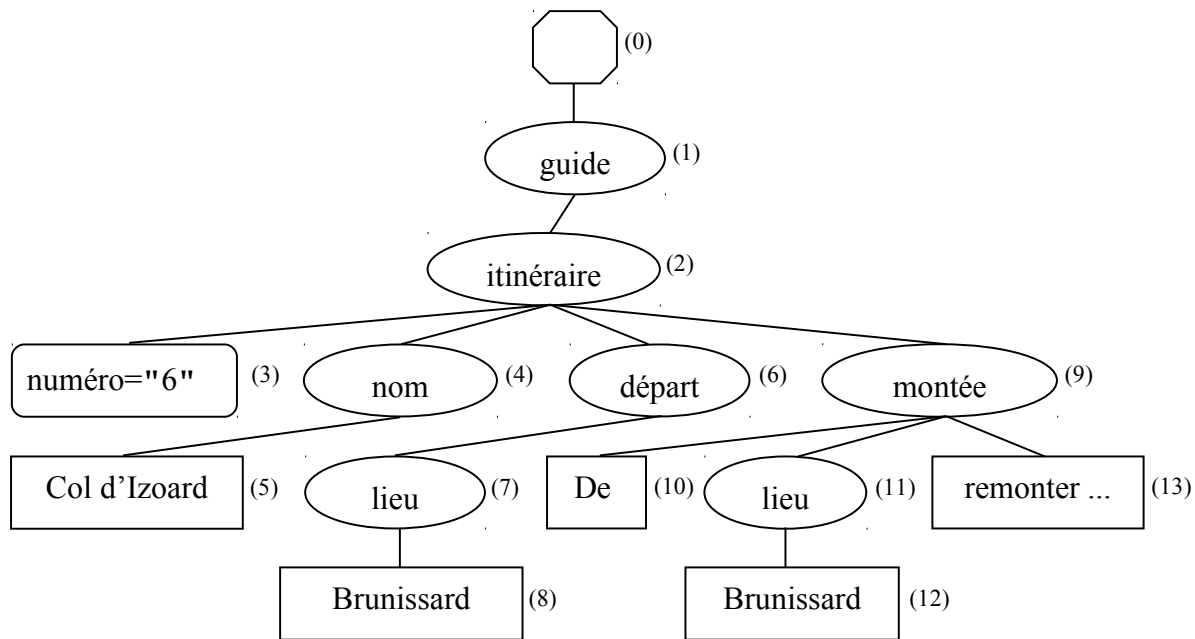 (0)
guide (1)
itinéraire (2)
numéro="6" (3) nom (4) départ (6) montée (9)
Col d’Izoard (5) lieu (7) De (10) lieu (11) remonter ... (13)
Brunissard (8) Brunissard (12)